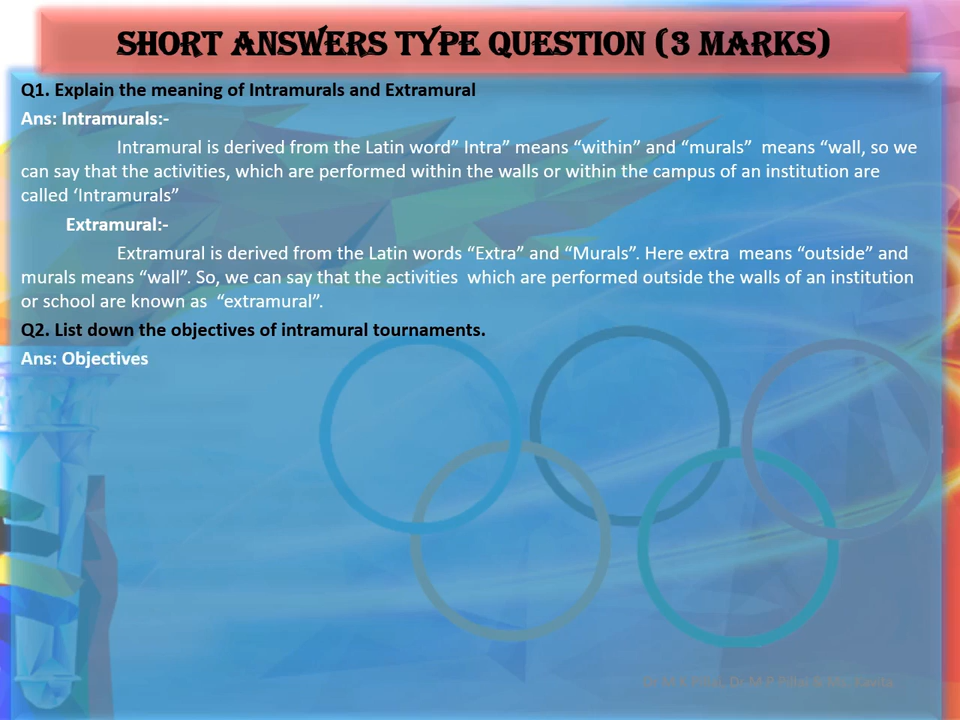 SHORT ANSWERS TYPE QUESTION (3 MARKS)
Q1. Explain the meaning of Intramurals and Extramural
Ans: Intramurals:-
Intramural is derived from the Latin word” Intra” means “within” and “murals”  means “wall, so we
can say that the activities, which are performed within the walls or within the campus of an institution are
called ‘Intramurals”
Extramural:-
Extramural is derived from the Latin words “Extra” and “Murals”. Here extra  means “outside” and
murals means “wall”. So, we can say that the activities  which are performed outside the walls of an institution
or school are known as  “extramural”.
Q2. List down the objectives of intramural tournaments.
Ans: Objectives